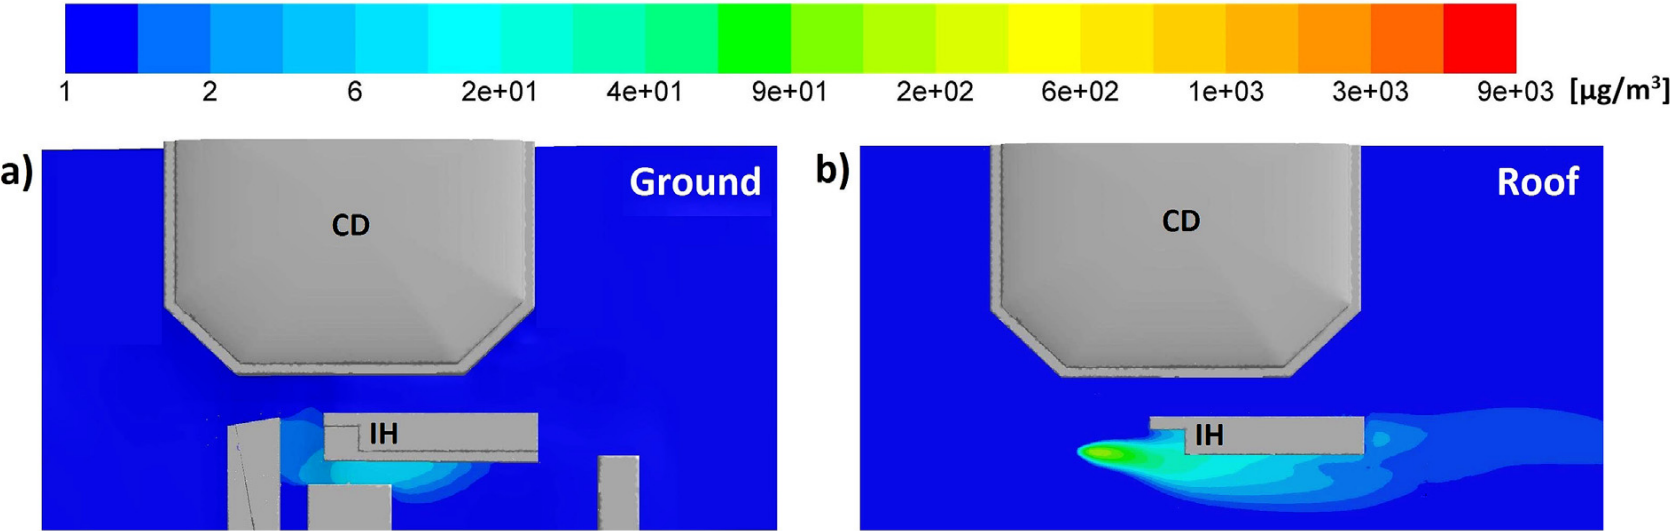 1 2 6 2e+01 4e+01 9e+01 2e+02 6e+02 1e+03 3e+03 9e+03 [µg/m³]
a) Ground b) Roof
CD CD
IH IH